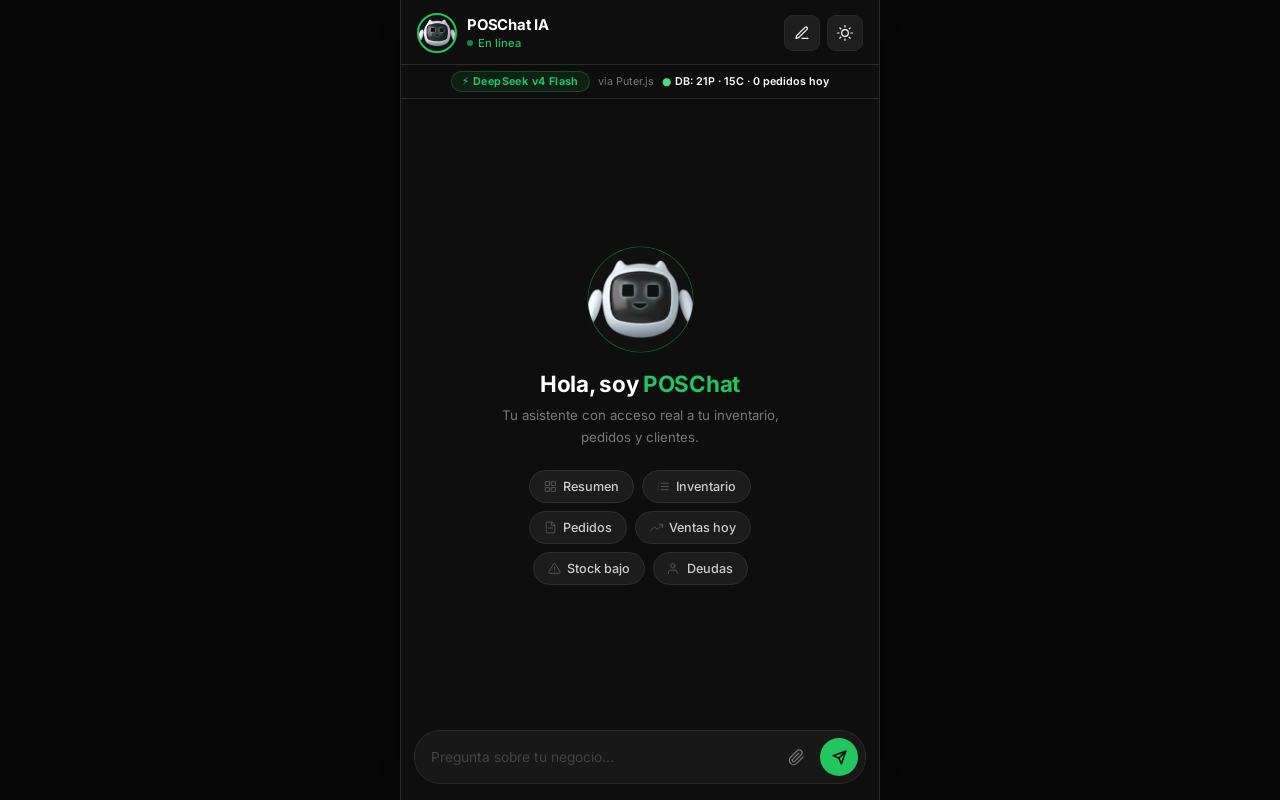 POSChat IA
En línea
⚡ DeepSeek v4 Flash via Puter.js DB: 21P · 15C · 0 pedidos hoy
Hola, soy POSChat
Tu asistente con acceso real a tu inventario,
pedidos y clientes.
Resumen Inventario
Pedidos Ventas hoy
Stock bajo Deudas
Pregunta sobre tu negocio...